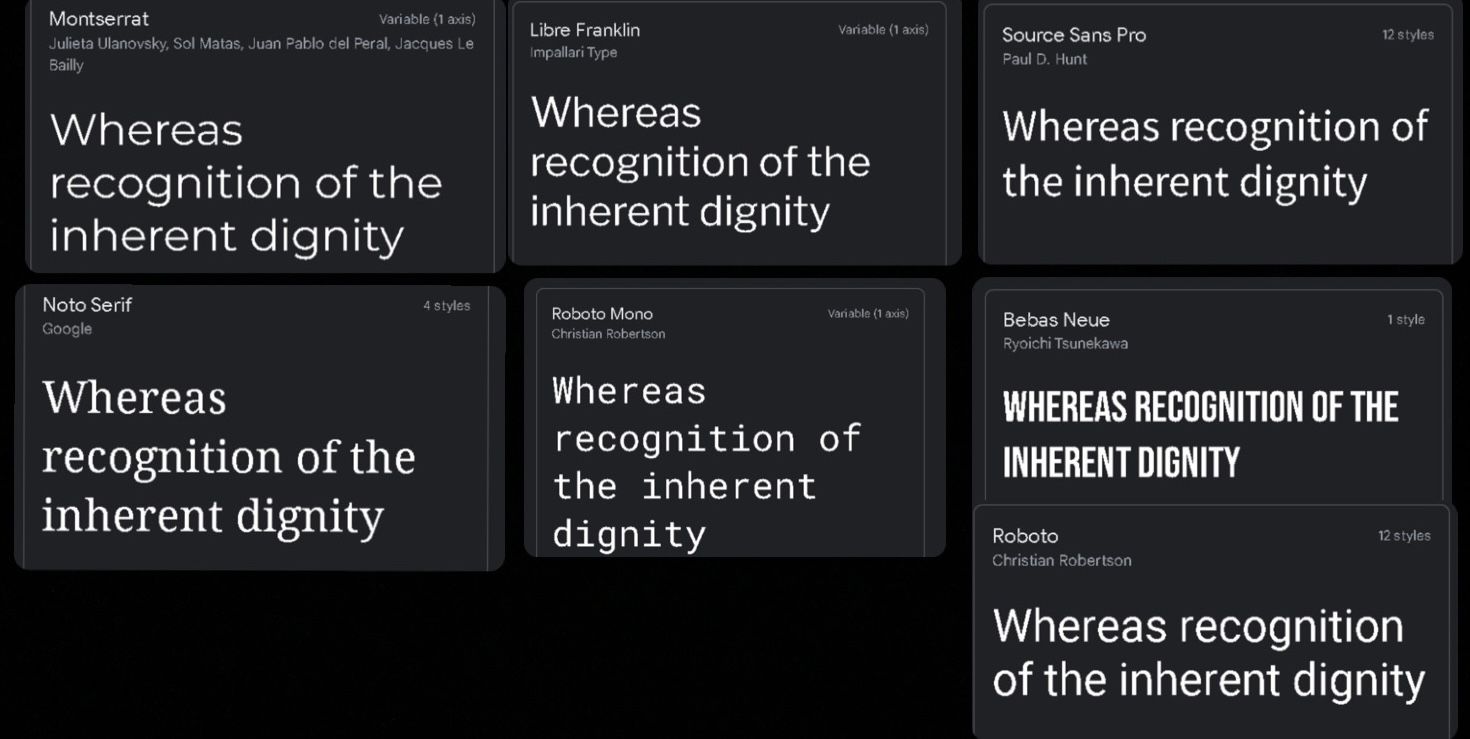 Montserrat Variable (1 axis)
Julieta Ulanovsky, Sol Matas, Juan Pablo del Peral, Jacques Le
Bailly
Whereas
recognition of the
inherent dignity
Libre Franklin Variable (1 axis)
Impallari Type
Whereas
recognition of the
inherent dignity
Source Sans Pro 12 styles
Paul D. Hunt
Whereas recognition of
the inherent dignity
Noto Serif 4 styles
Google
Whereas
recognition of the
inherent dignity
Roboto Mono Variable (1 axis)
Christian Robertson
Whereas
recognition of
the inherent
dignity
Bebas Neue 1 style
Ryoichi Tsunekawa
WHEREAS RECOGNITION OF THE
INHERENT DIGNITY
Roboto 12 styles
Christian Robertson
Whereas recognition
of the inherent dignity